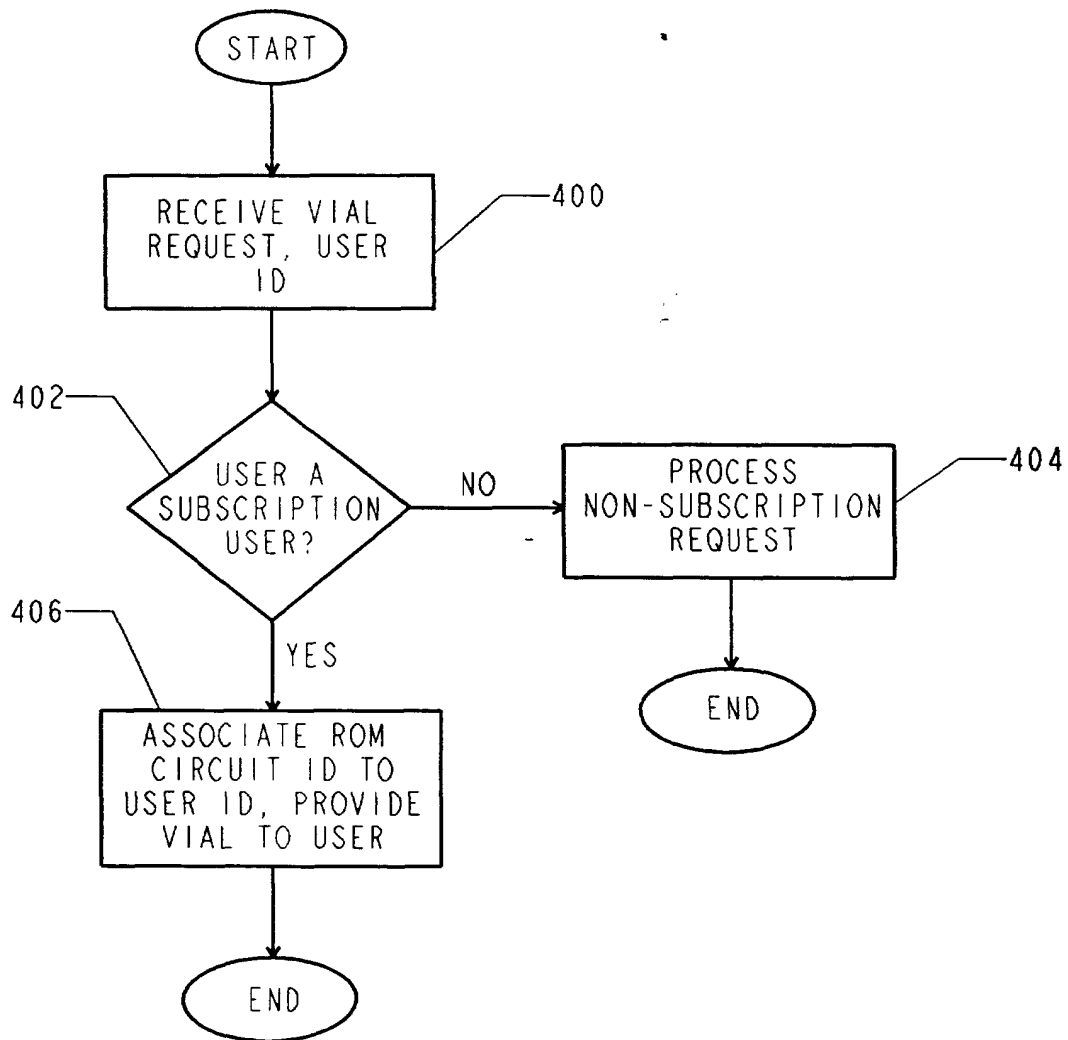 START
RECEIVE VIAL
REQUEST, USER
ID
400
402
USER A
SUBSCRIPTION
USER?
NO
PROCESS
NON-SUBSCRIPTION
REQUEST
404
406
YES
END
ASSOCIATE ROM
CIRCUIT ID TO
USER ID, PROVIDE
VIAL TO USER
END